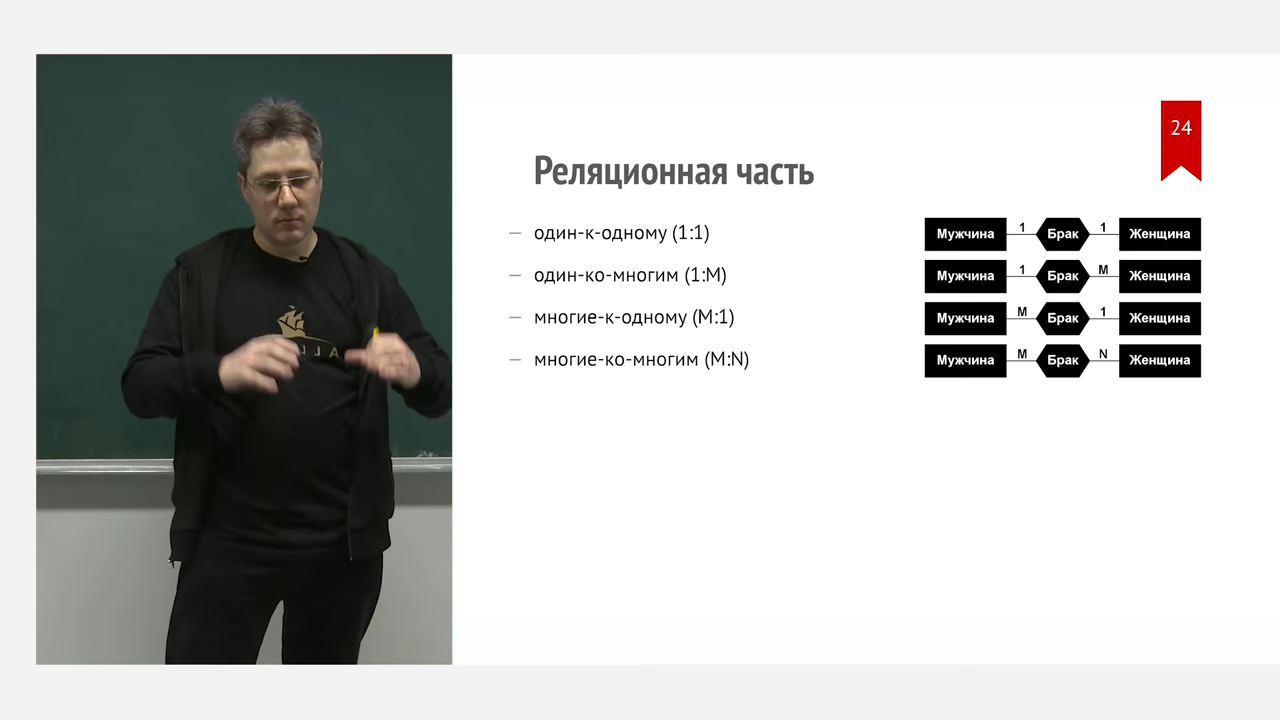 24
Реляционная часть
– один-к-одному (1:1)
– один-ко-многим (1:M)
– многие-к-одному (M:1)
– многие-ко-многим (M:N)
Мужчина 1 Брак 1 Женщина
Мужчина 1 Брак M Женщина
Мужчина M Брак 1 Женщина
Мужчина M Брак N Женщина